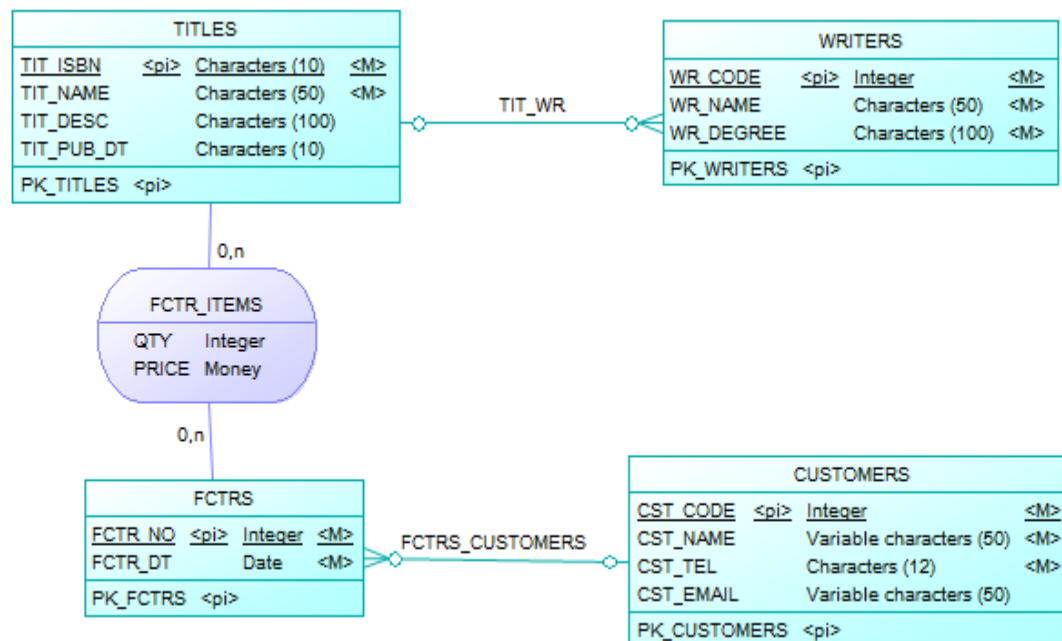 TITLES
TIT_ISBN <pi> Characters (10) <M>
TIT_NAME Characters (50) <M>
TIT_DESC Characters (100)
TIT_PUB_DT Characters (10)
PK_TITLES <pi>
TIT_WR
WRITERS
WR_CODE <pi> Integer <M>
WR_NAME Characters (50) <M>
WR_DEGREE Characters (100) <M>
PK_WRITERS <pi>
0,n
FCTR_ITEMS
QTY Integer
PRICE Money
0,n
FCTRS
FCTR_NO <pi> Integer <M>
FCTR_DT Date <M>
PK_FCTRS <pi>
FCTRS_CUSTOMERS
CUSTOMERS
CST_CODE <pi> Integer <M>
CST_NAME Variable characters (50) <M>
CST_TEL Characters (12) <M>
CST_EMAIL Variable characters (50)
PK_CUSTOMERS <pi>